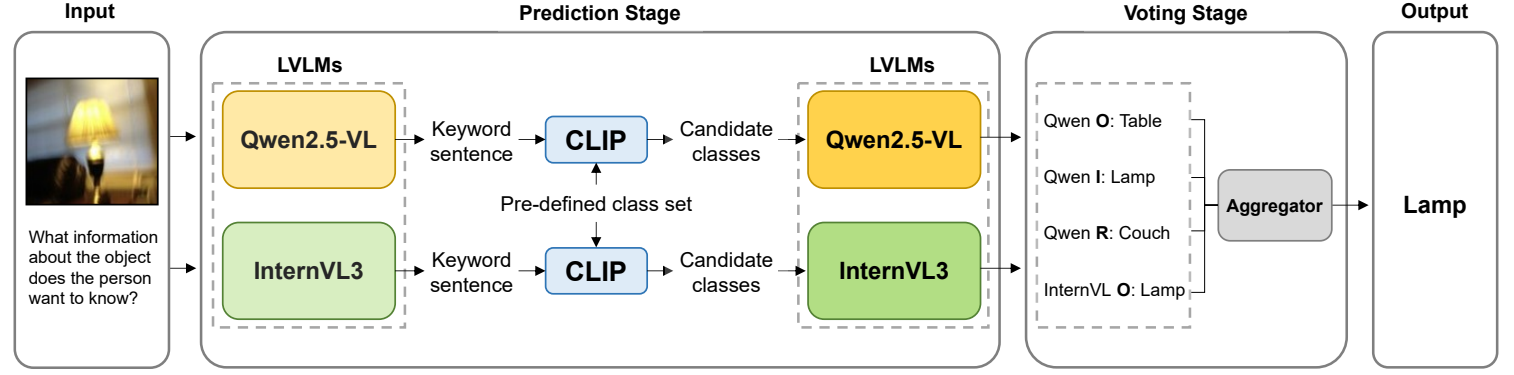 Input
Prediction Stage
Voting Stage
Output
LVLMs
LVLMs
Qwen2.5-VL
Keyword
sentence
CLIP
Candidate
classes
Qwen2.5-VL
Pre-defined class set
InternVL3
Keyword
sentence
CLIP
Candidate
classes
InternVL3
What information
about the object
does the person
want to know?
Qwen O: Table
Qwen I: Lamp
Qwen R: Couch
InternVL O: Lamp
Aggregator
Lamp